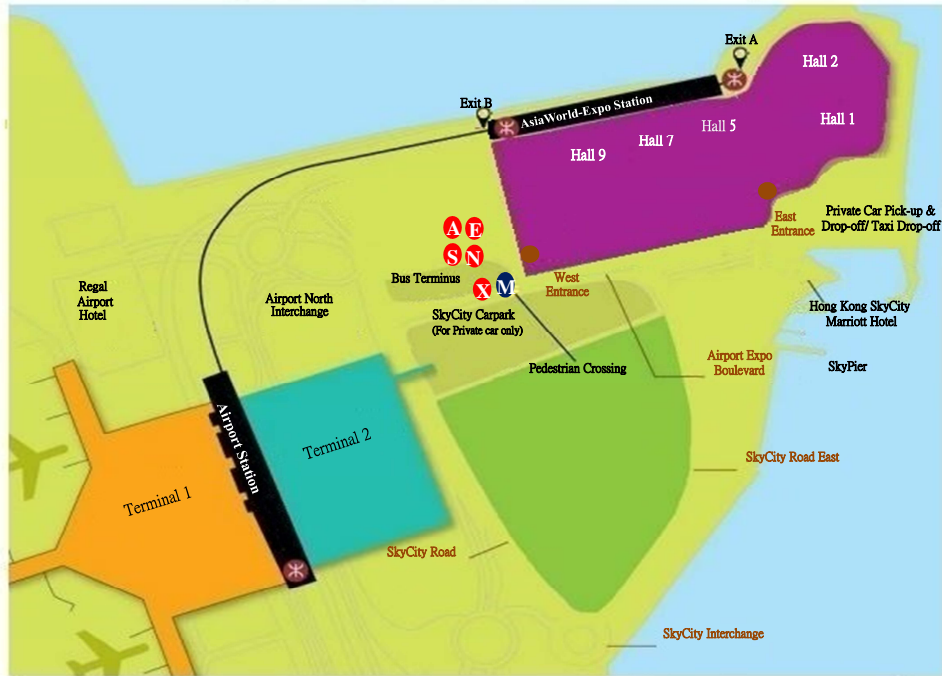 Exit A
Hall 2
Exit B
AsiaWorld-Expo Station
Hall 1
Hall 5
Hall 7
Hall 9
East
Entrance
Private Car Pick-up &
Drop-off/ Taxi Drop-off
A E
S N
Bus Terminus
X M
West
Entrance
Regal
Airport
Hotel
Airport North
Interchange
SkyCity Carpark
(For Private car only)
Hong Kong SkyCity
Marriott Hotel
Pedestrian Crossing
Airport Expo
Boulevard
SkyPier
Airport Station
Terminal 2
Terminal 1
SkyCity Road East
SkyCity Road
SkyCity Interchange